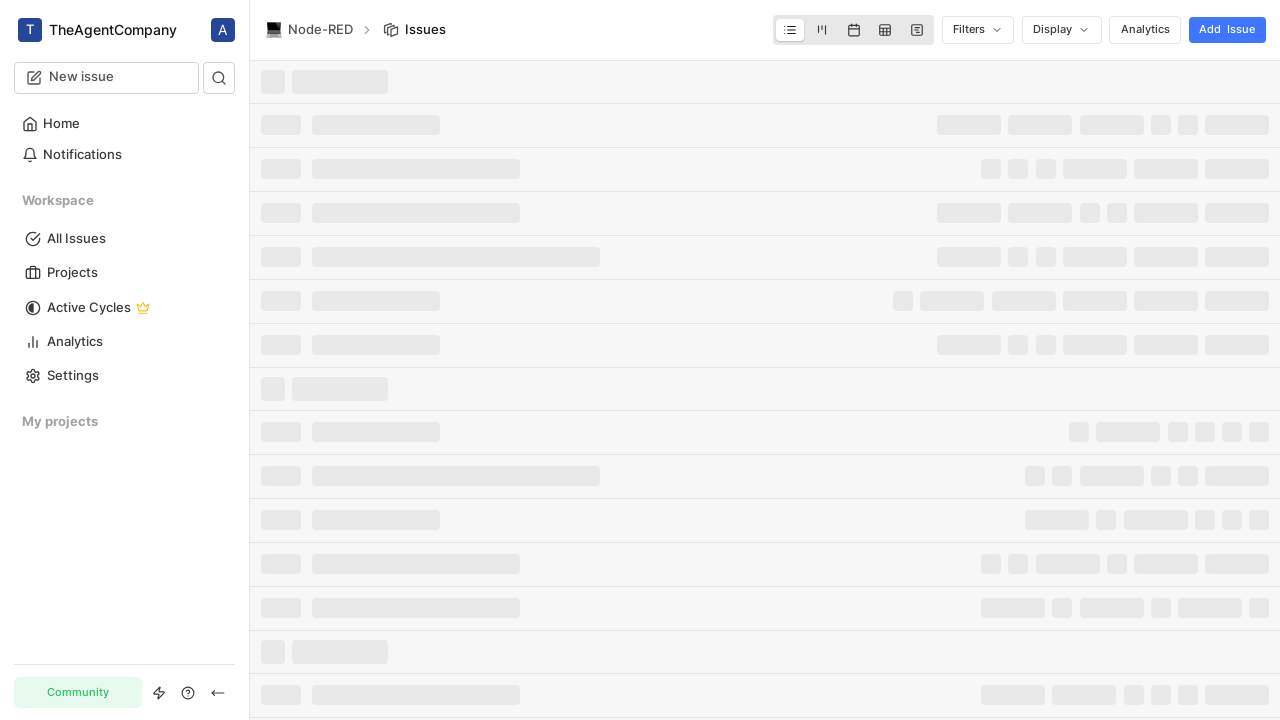 T TheAgentCompany A
Node-RED Issues
Filters Display Analytics Add Issue
New issue
Home
Notifications
Workspace
All Issues
Projects
Active Cycles
Analytics
Settings
My projects
Community